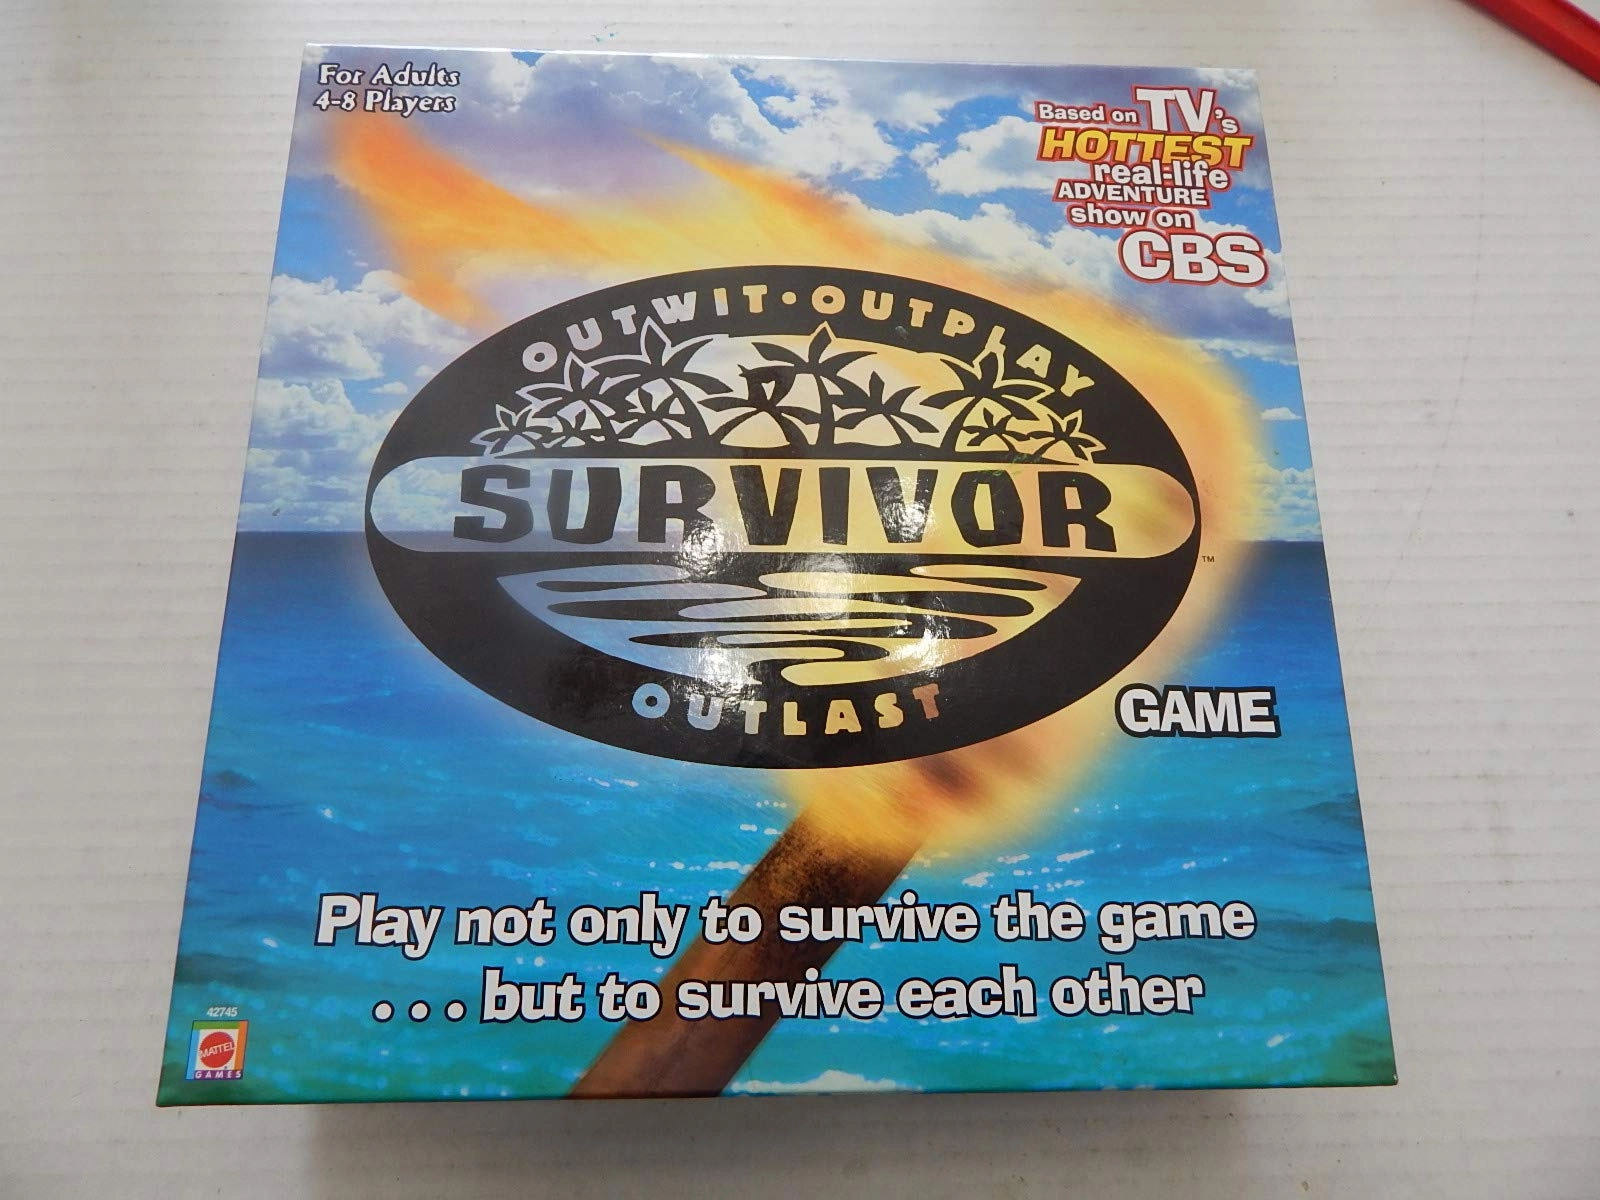 For Adults
4-8 Players
Based on TV's
HOTTEST
real-life
ADVENTURE
show on
CBS
OUTWIT·OUTPLAY
SURVIVOR
TM
OUTLAST
GAME
Play not only to survive the game
...but to survive each other
42745
MATTEL
GAMES